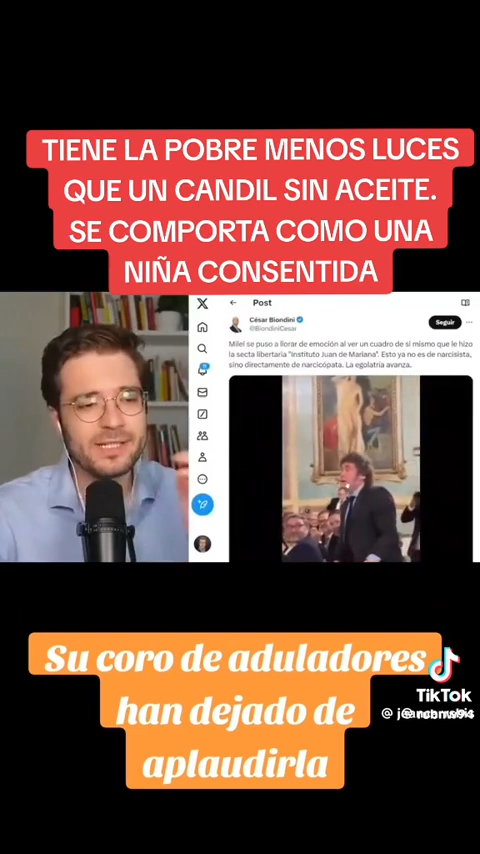 TIENE LA POBRE MENOS LUCES
QUE UN CANDIL SIN ACEITE.
SE COMPORTA COMO UNA
NIÑA CONSENTIDA
Post
César Biondini
@BiondiniCesar
Seguir
Milei se puso a llorar de emoción al ver un cuadro de sí mismo que le hizo
la secta libertaria "Instituto Juan de Mariana". Esto ya no es de narcisista,
sino directamente de narcicópata. La egolatría avanza.
Su coro de aduladores
han dejado de
aplaudirla
TikTok